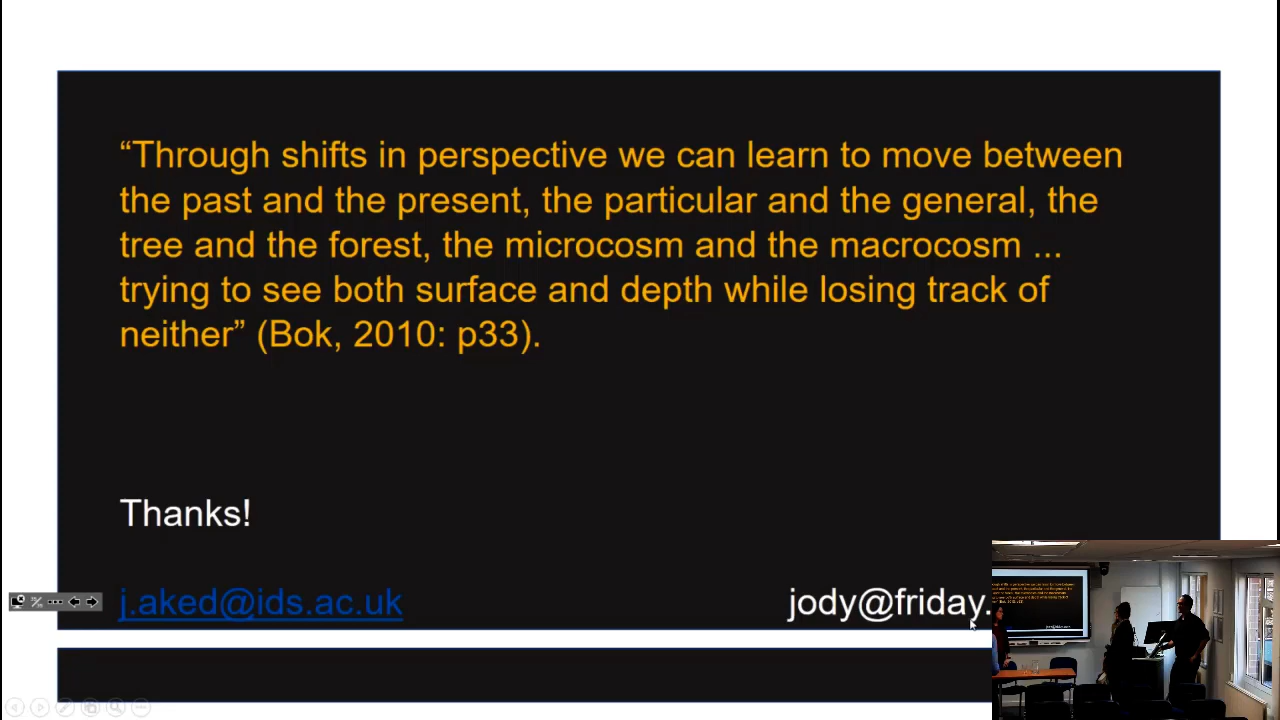 “Through shifts in perspective we can learn to move between
the past and the present, the particular and the general, the
tree and the forest, the microcosm and the macrocosm ...
trying to see both surface and depth while losing track of
neither” (Bok, 2010: p33).
Thanks!
j.aked@ids.ac.uk
jody@friday.